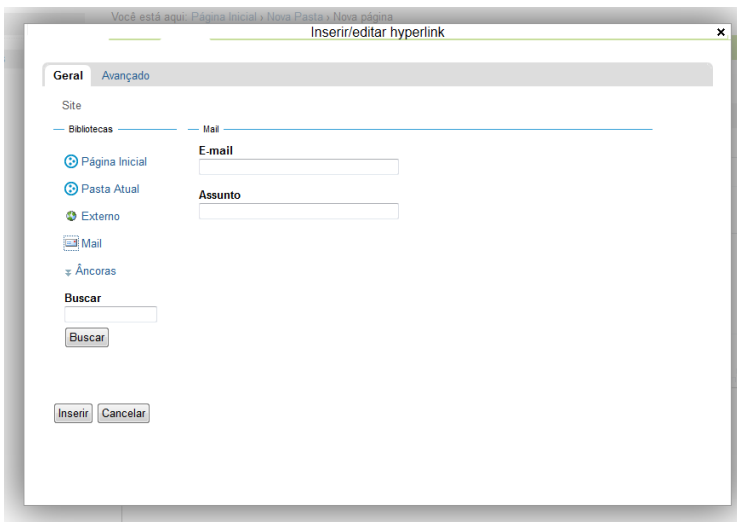 Você está aqui: Página Inicial › Nova Pasta › Nova página
Inserir/editar hyperlink
Geral Avançado
Site
Bibliotecas
Página Inicial
Pasta Atual
Externo
Mail
Âncoras
Buscar
Buscar
Mail
E-mail
Assunto
Inserir Cancelar